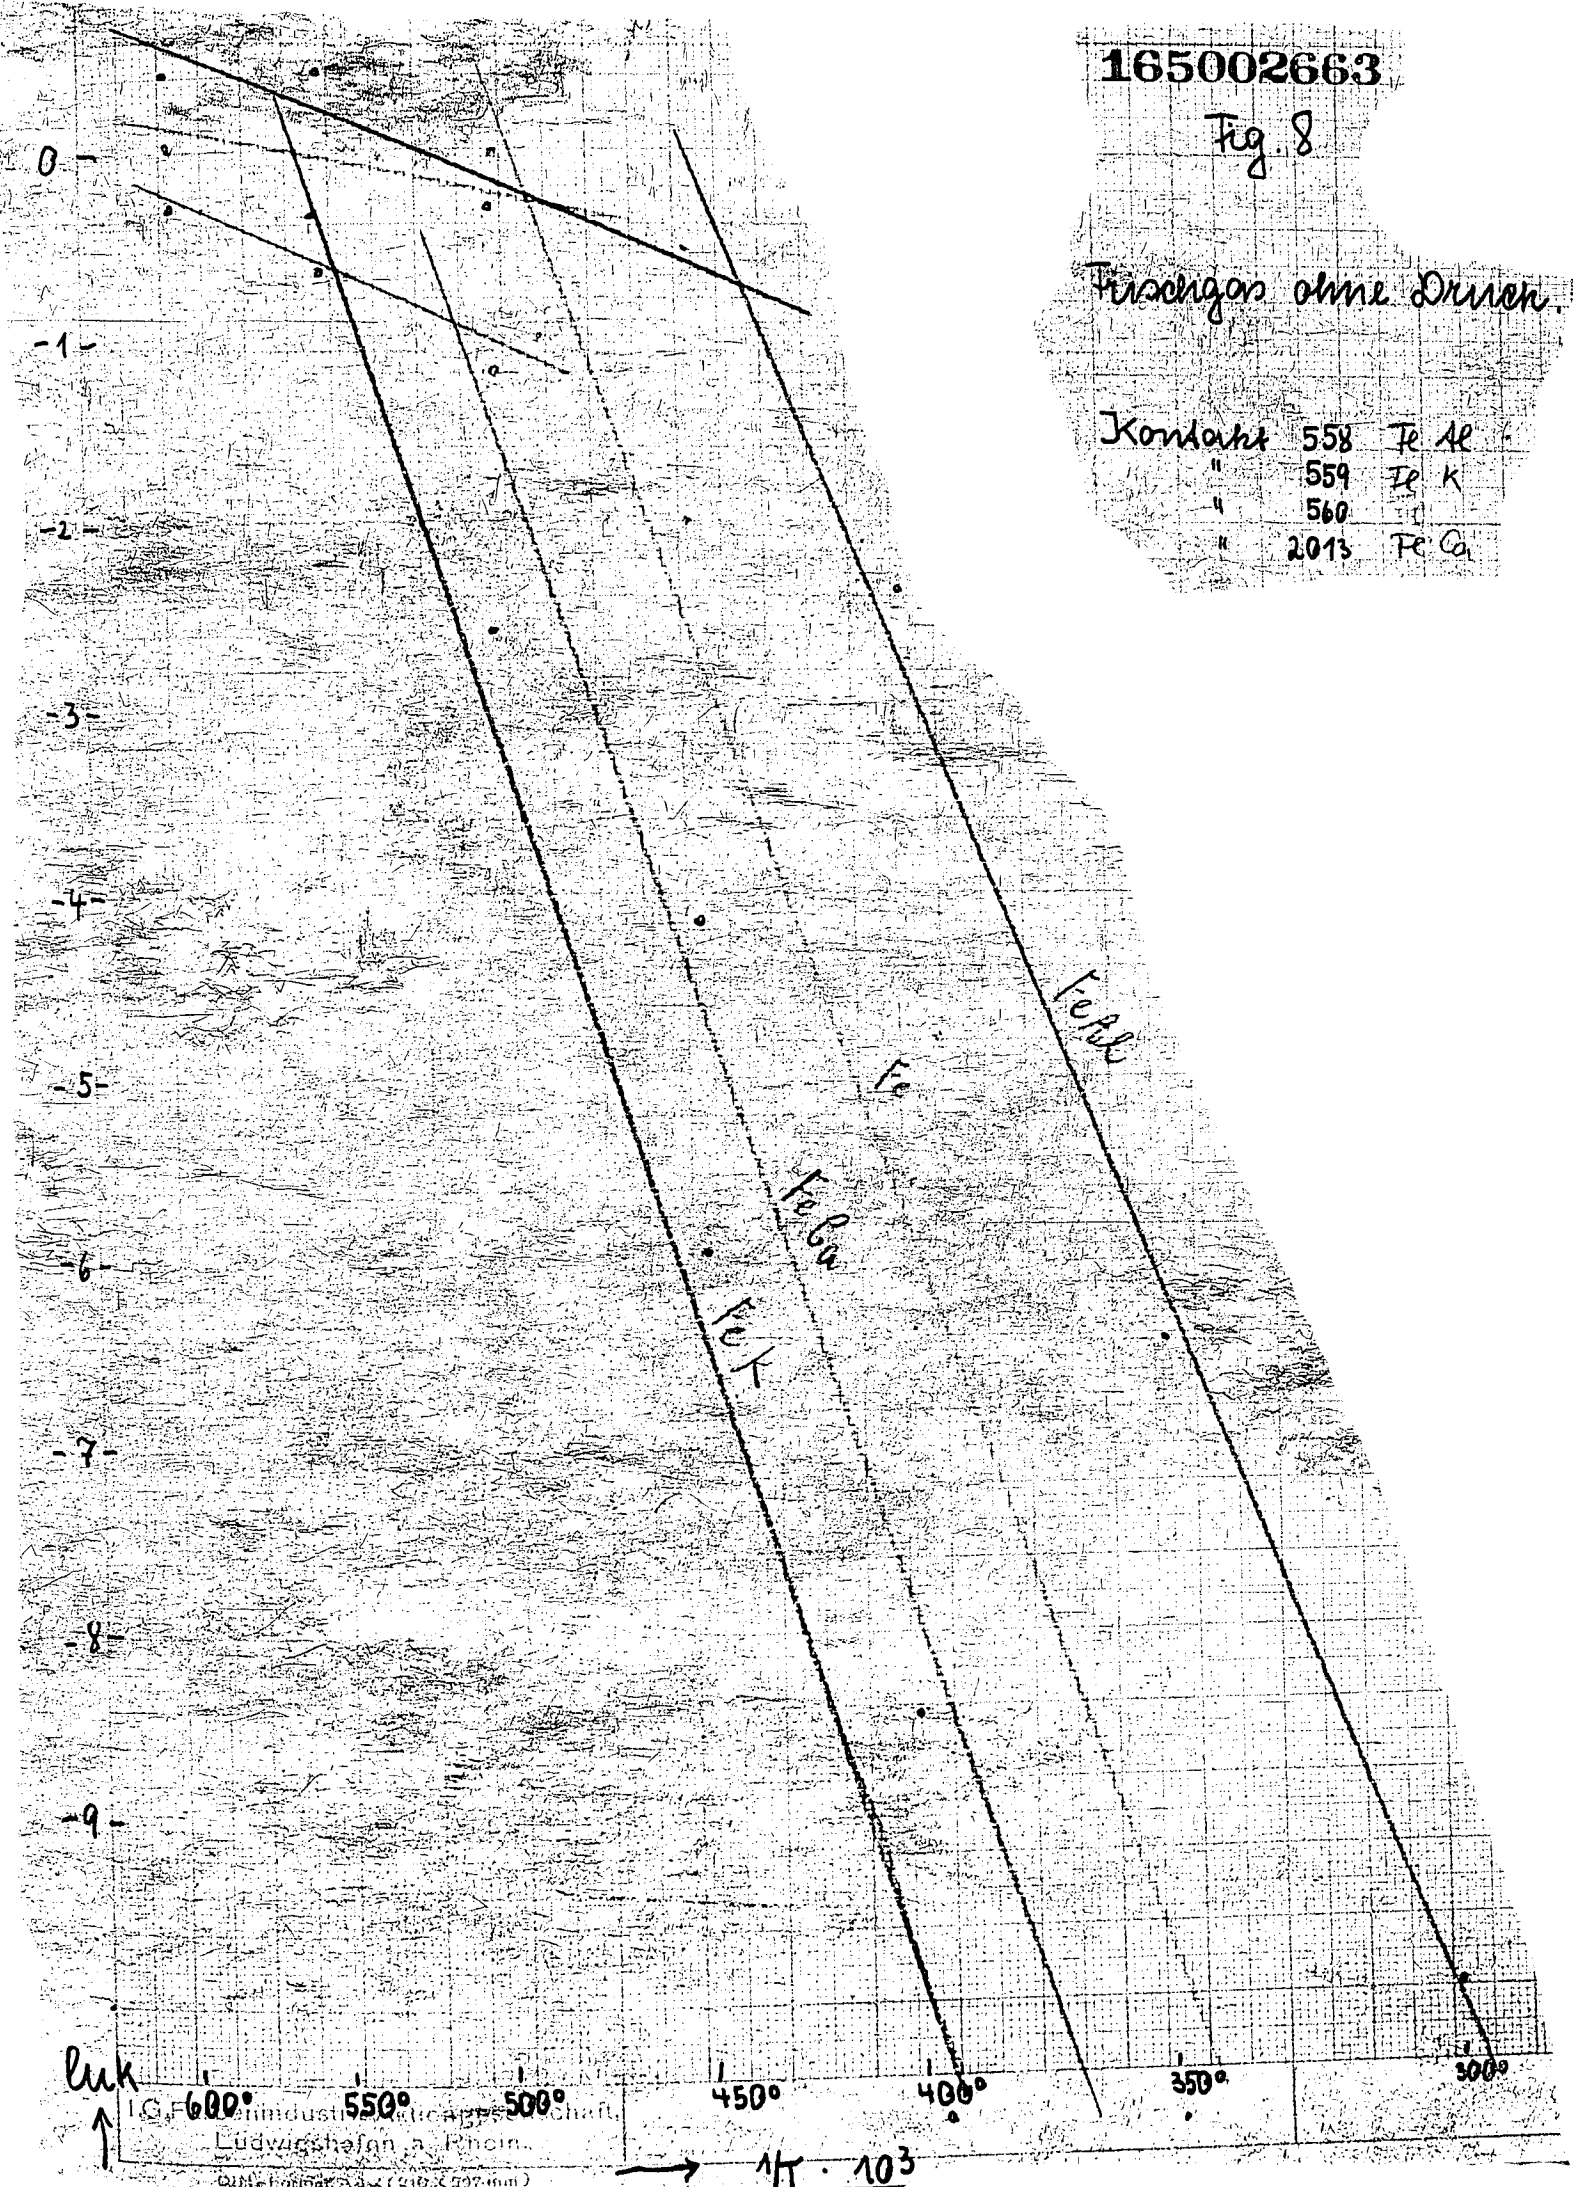 165002663
Fig. 8
Frischgas ohne Druck.
Kontakt 558 Fe Al
" 559 Fe K
" 560
" 2013 Fe Ca
0 -
-1-
-2-
-3-
-4-
-5-
-6-
-7-
-8-
-9-
Fe Al
Fe
Fe Ca
Fe K
ln k
600° 550° 500° 450° 400° 350° 300°
I.G.
Ludwigshafen a. Rhein.
1/T · 10³